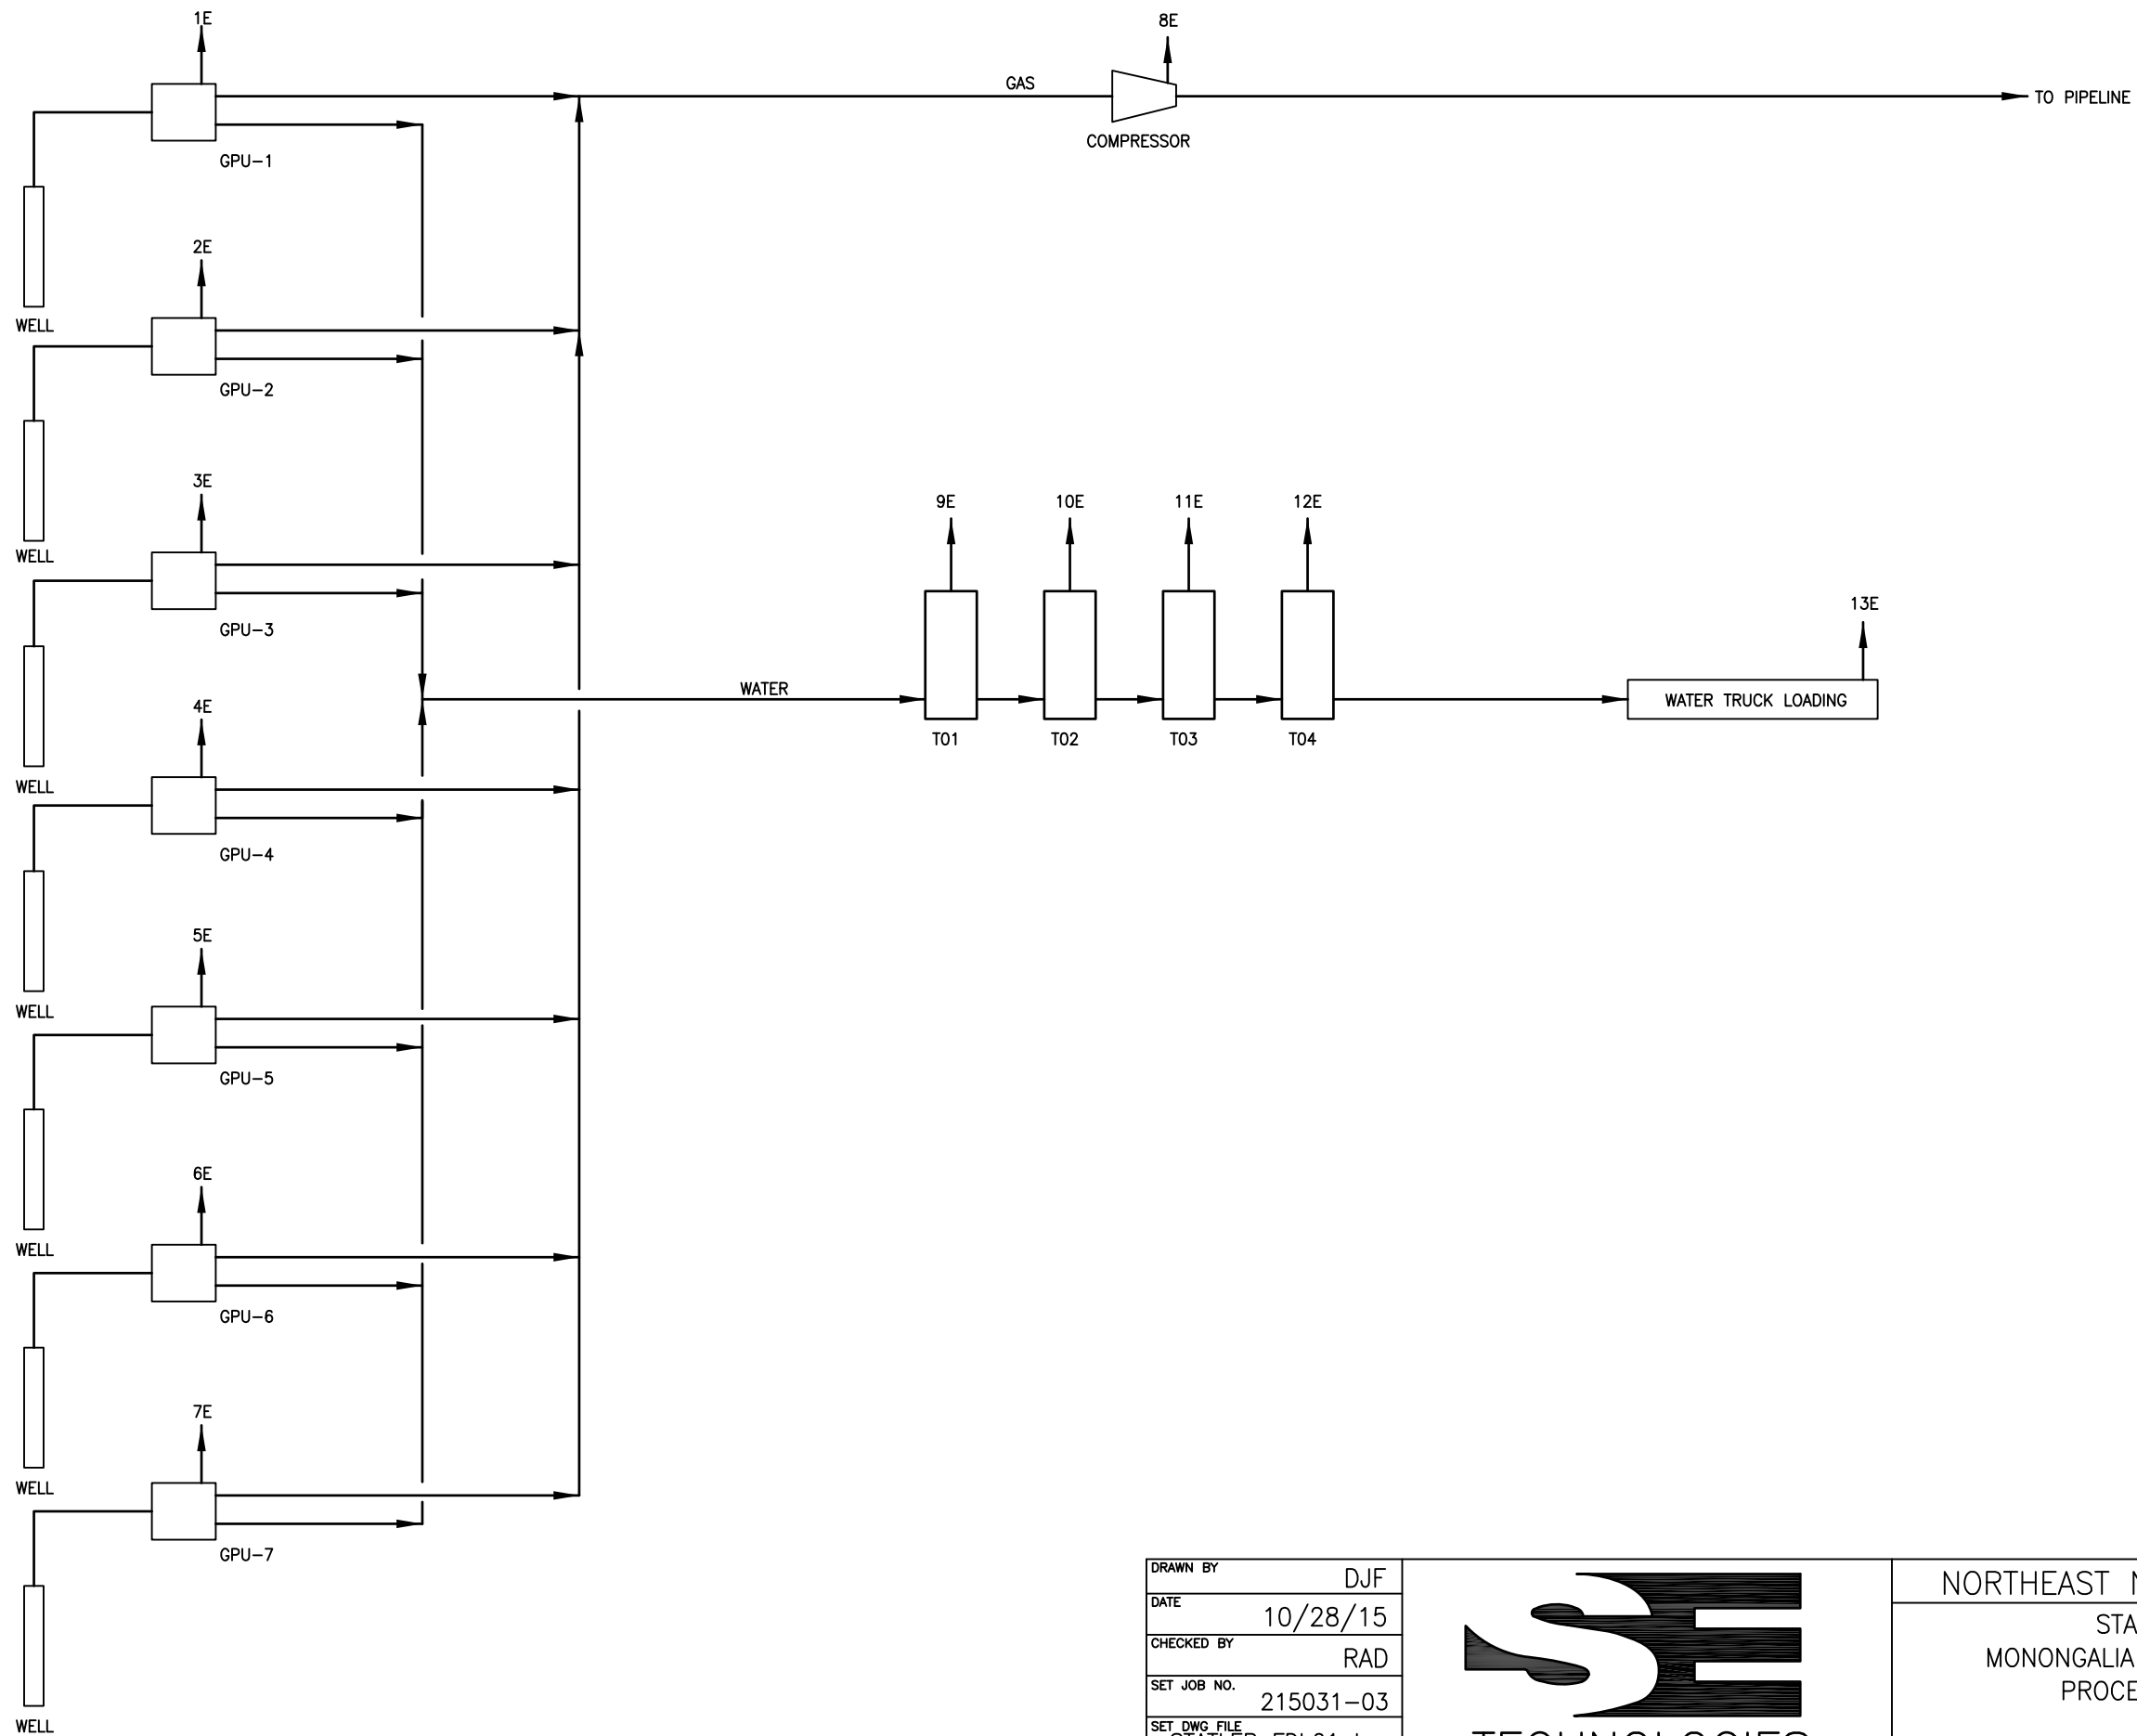 1E
8E
GAS
TO PIPELINE
COMPRESSOR
GPU-1
2E
WELL
GPU-2
3E
9E
10E
11E
12E
WELL
13E
GPU-3
WATER
WATER TRUCK LOADING
4E
T01
T02
T03
T04
WELL
GPU-4
5E
WELL
GPU-5
6E
WELL
GPU-6
7E
WELL
GPU-7
WELL
DRAWN BY
DJF
DATE
10/28/15
CHECKED BY
RAD
SET JOB NO.
215031-03
SET DWG FILE
SE
TECHNOLOGIES
NORTHEAST
MONONGALIA